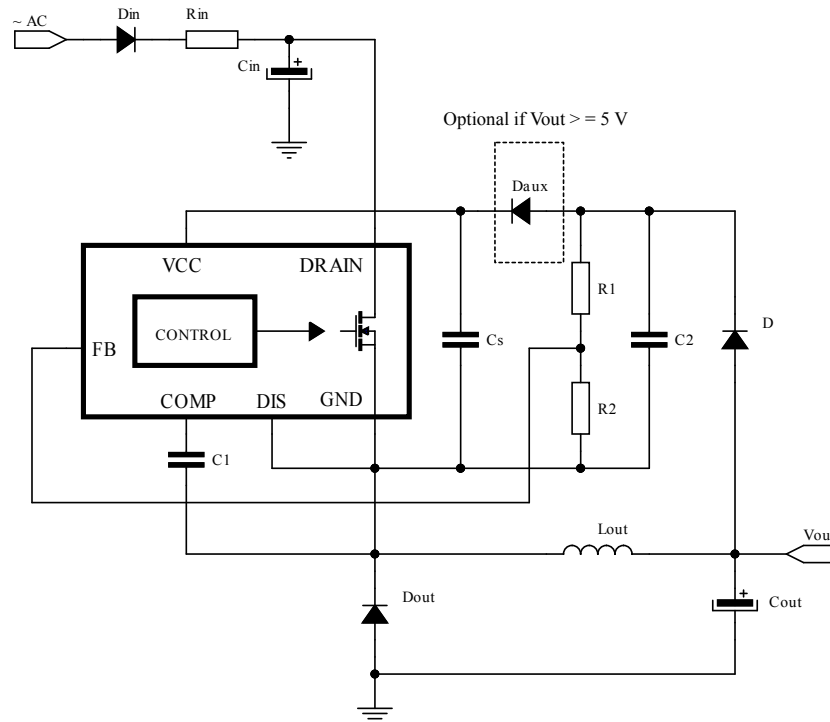 ~ AC
Din
Rin
Cin
+
Optional if Vout > = 5 V
Daux
VCC
DRAIN
R1
CONTROL
Cs
C2
D
FB
R2
COMP
DIS
GND
C1
Lout
Vou
Dout
+
Cout